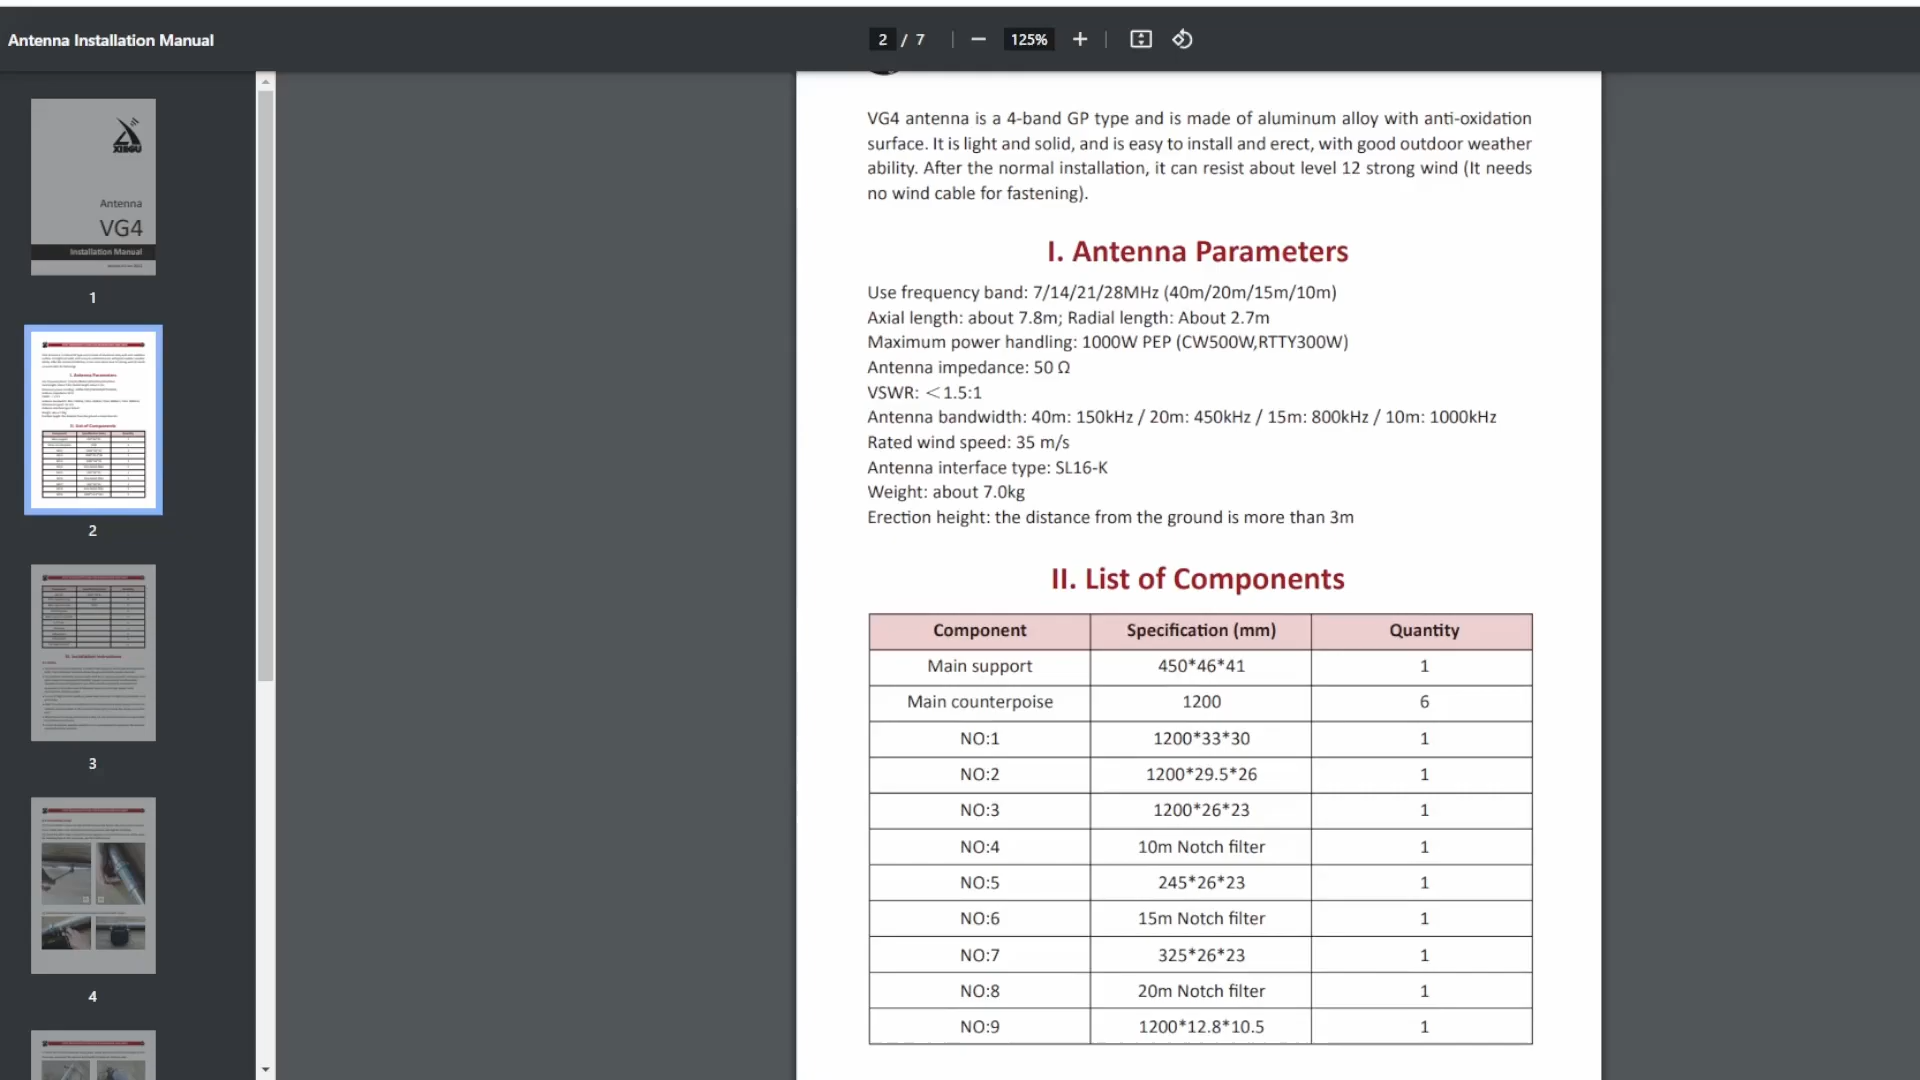 Antenna Installation Manual
2 / 7
125%
XIEGU
Antenna
VG4
Installation Manual
1
2
3
4
VG4 antenna is a 4-band GP type and is made of aluminum alloy with anti-oxidation
surface. It is light and solid, and is easy to install and erect, with good outdoor weather
ability. After the normal installation, it can resist about level 12 strong wind (It needs
no wind cable for fastening).
I. Antenna Parameters
Use frequency band: 7/14/21/28MHz (40m/20m/15m/10m)
Axial length: about 7.8m; Radial length: About 2.7m
Maximum power handling: 1000W PEP (CW500W,RTTY300W)
Antenna impedance: 50 Ω
VSWR: ＜1.5:1
Antenna bandwidth: 40m: 150kHz / 20m: 450kHz / 15m: 800kHz / 10m: 1000kHz
Rated wind speed: 35 m/s
Antenna interface type: SL16-K
Weight: about 7.0kg
Erection height: the distance from the ground is more than 3m
II. List of Components
Component Specification (mm) Quantity
Main support 450*46*41 1
Main counterpoise 1200 6
NO:1 1200*33*30 1
NO:2 1200*29.5*26 1
NO:3 1200*26*23 1
NO:4 10m Notch filter 1
NO:5 245*26*23 1
NO:6 15m Notch filter 1
NO:7 325*26*23 1
NO:8 20m Notch filter 1
NO:9 1200*12.8*10.5 1